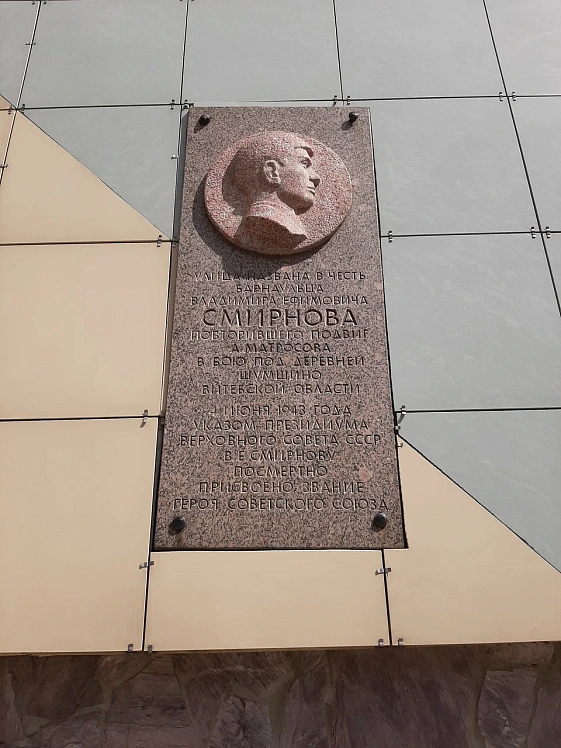 УЛИЦА НАЗВАНА В ЧЕСТЬ
БАРНАУЛЬЦА
ВЛАДИМИРА ЕФИМОВИЧА
СМИРНОВА
ПОВТОРИВШЕГО ПОДВИГ
А.МАТРОСОВА
В БОЮ ПОД ДЕРЕВНЕЙ
ШУМШИНО
ВИТЕБСКОЙ ОБЛАСТИ
ИЮНЯ 1943 ГОДА
УКАЗОМ ПРЕЗИДИУМА
ВЕРХОВНОГО СОВЕТА СССР
В.Е.СМИРНОВУ
ПОСМЕРТНО
ПРИСВОЕНО ЗВАНИЕ
ГЕРОЯ СОВЕТСКОГО СОЮЗА